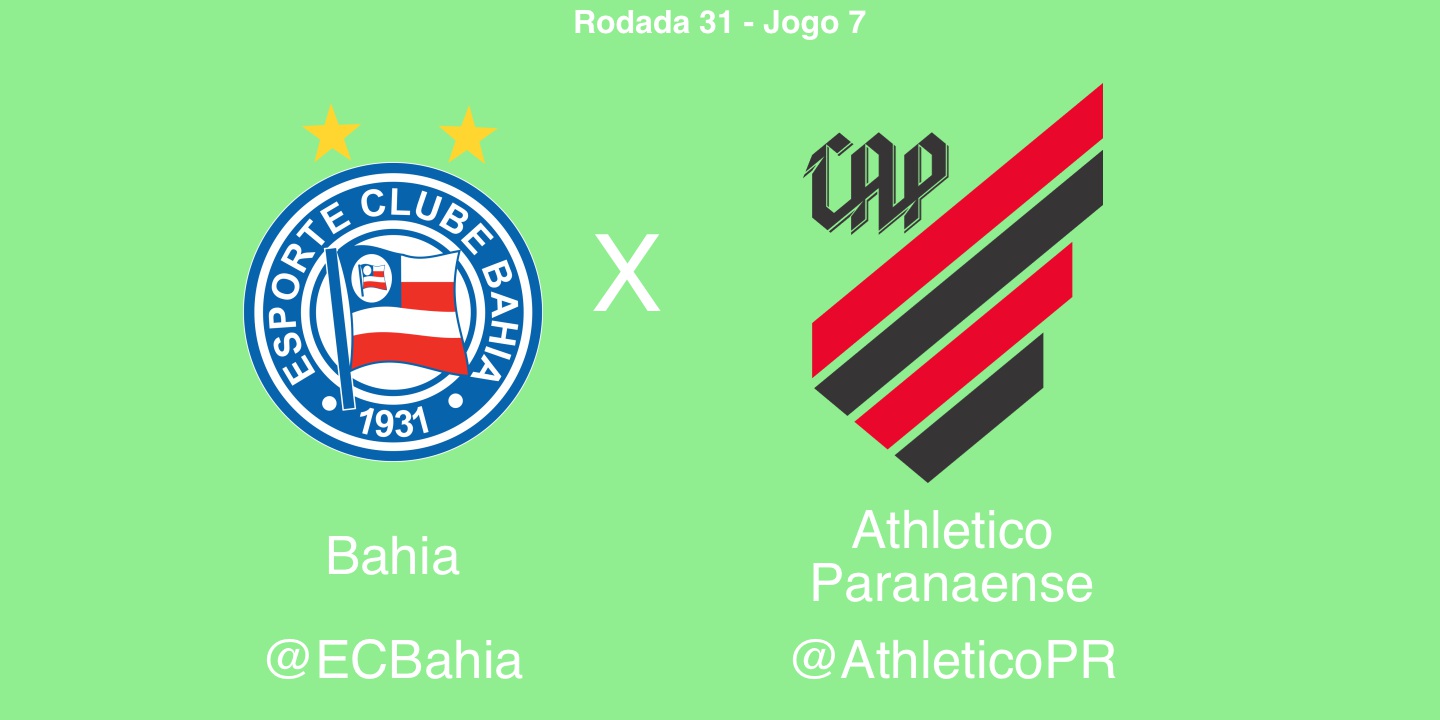 Rodada 31 - Jogo 7
ESPORTE CLUBE BAHIA
1931
X
CAP
Bahia
Athletico
Paranaense
@ECBahia
@AthleticoPR